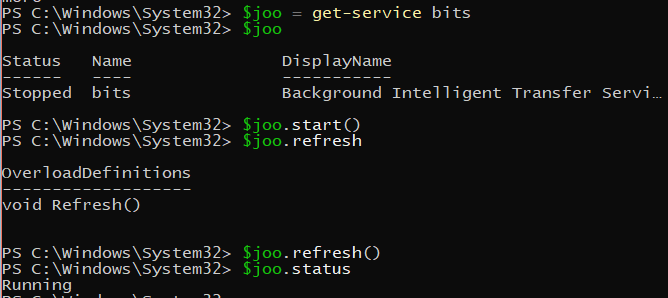 PS C:\Windows\System32> $joo = get-service bits
PS C:\Windows\System32> $joo
Status Name DisplayName
------ ---- -----------
Stopped bits Background Intelligent Transfer Servi…
PS C:\Windows\System32> $joo.start()
PS C:\Windows\System32> $joo.refresh
OverloadDefinitions
-------------------
void Refresh()
PS C:\Windows\System32> $joo.refresh()
PS C:\Windows\System32> $joo.status
Running